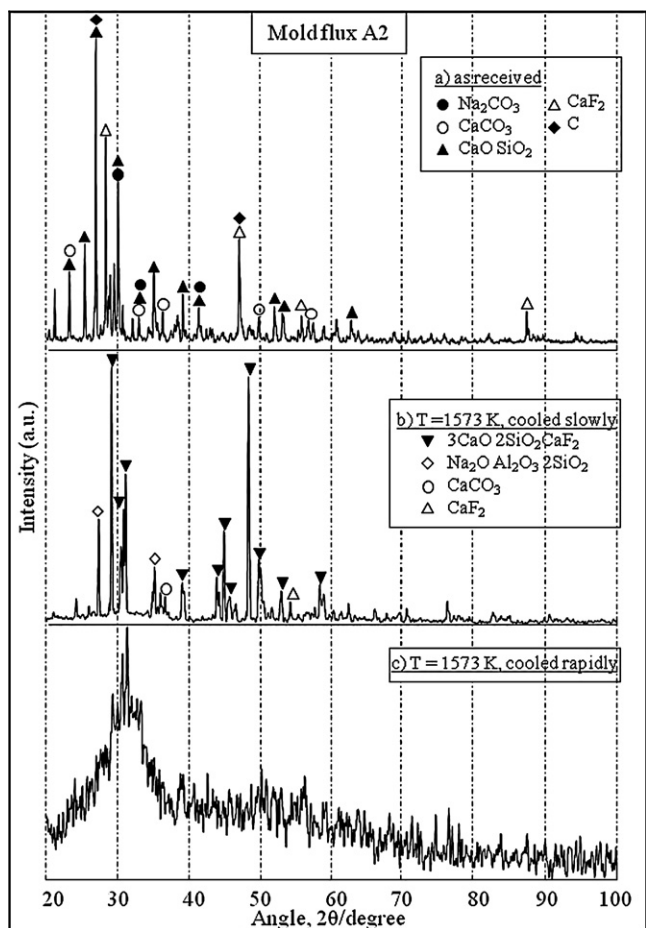 Mold flux A2
a) as received
● Na₂CO₃ △ CaF₂
○ CaCO₃ ◆ C
▲ CaO SiO₂
b) T = 1573 K, cooled slowly
▼ 3CaO 2SiO₂CaF₂
◇ Na₂O Al₂O₃ 2SiO₂
○ CaCO₃
△ CaF₂
c) T = 1573 K, cooled rapidly
Intensity (a.u.)
20 30 40 50 60 70 80 90 100
Angle, 2θ/degree